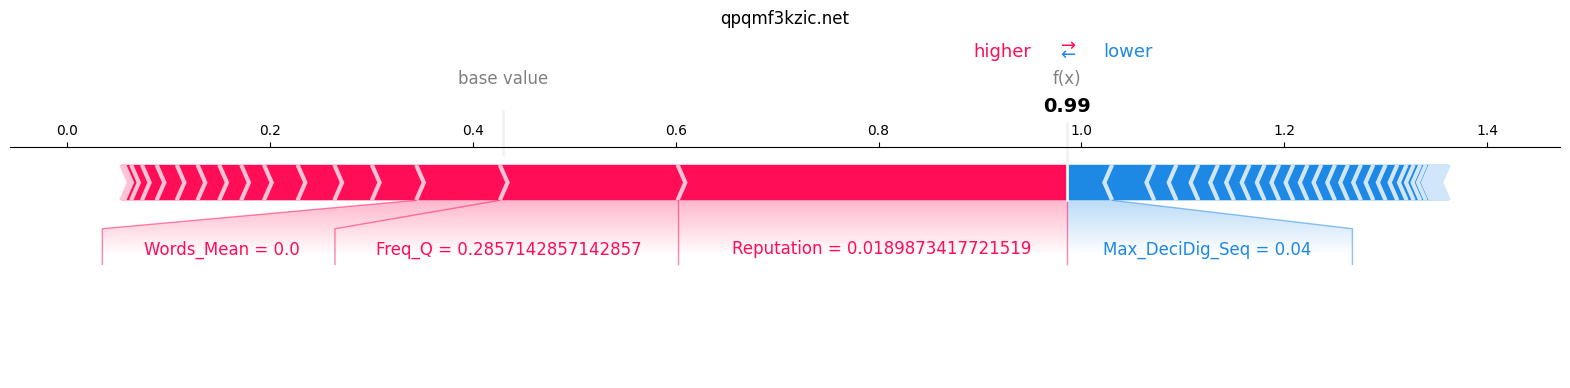 qpqmf3kzic.net
higher ⇄ lower
base value f(x)
0.99
0.0 0.2 0.4 0.6 0.8 1.0 1.2 1.4
Words_Mean = 0.0 Freq_Q = 0.2857142857142857 Reputation = 0.0189873417721519 Max_DeciDig_Seq = 0.04